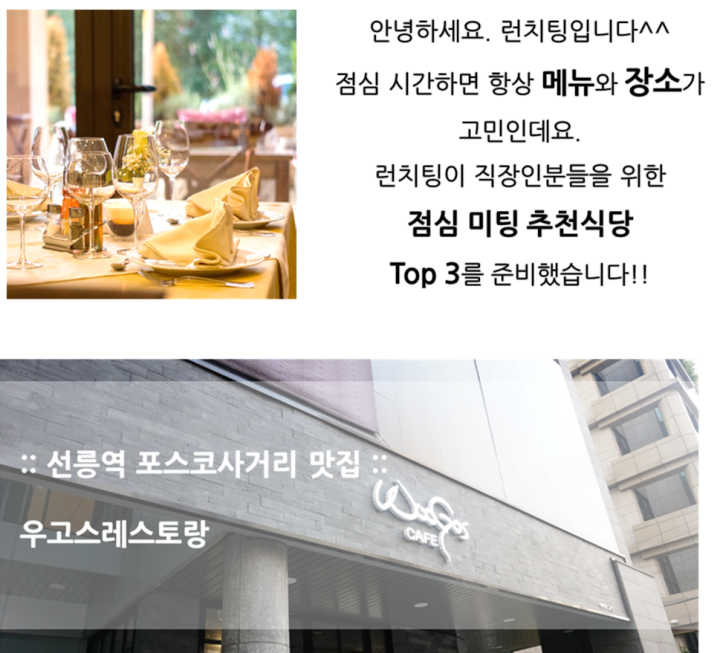 안녕하세요. 런치팅입니다^^
점심 시간하면 항상 메뉴와 장소가
고민인데요.
런치팅이 직장인분들을 위한
점심 미팅 추천식당
Top 3를 준비했습니다!!
:: 선릉역 포스코사거리 맛집 ::
우고스레스토랑
WooGos
CAFE